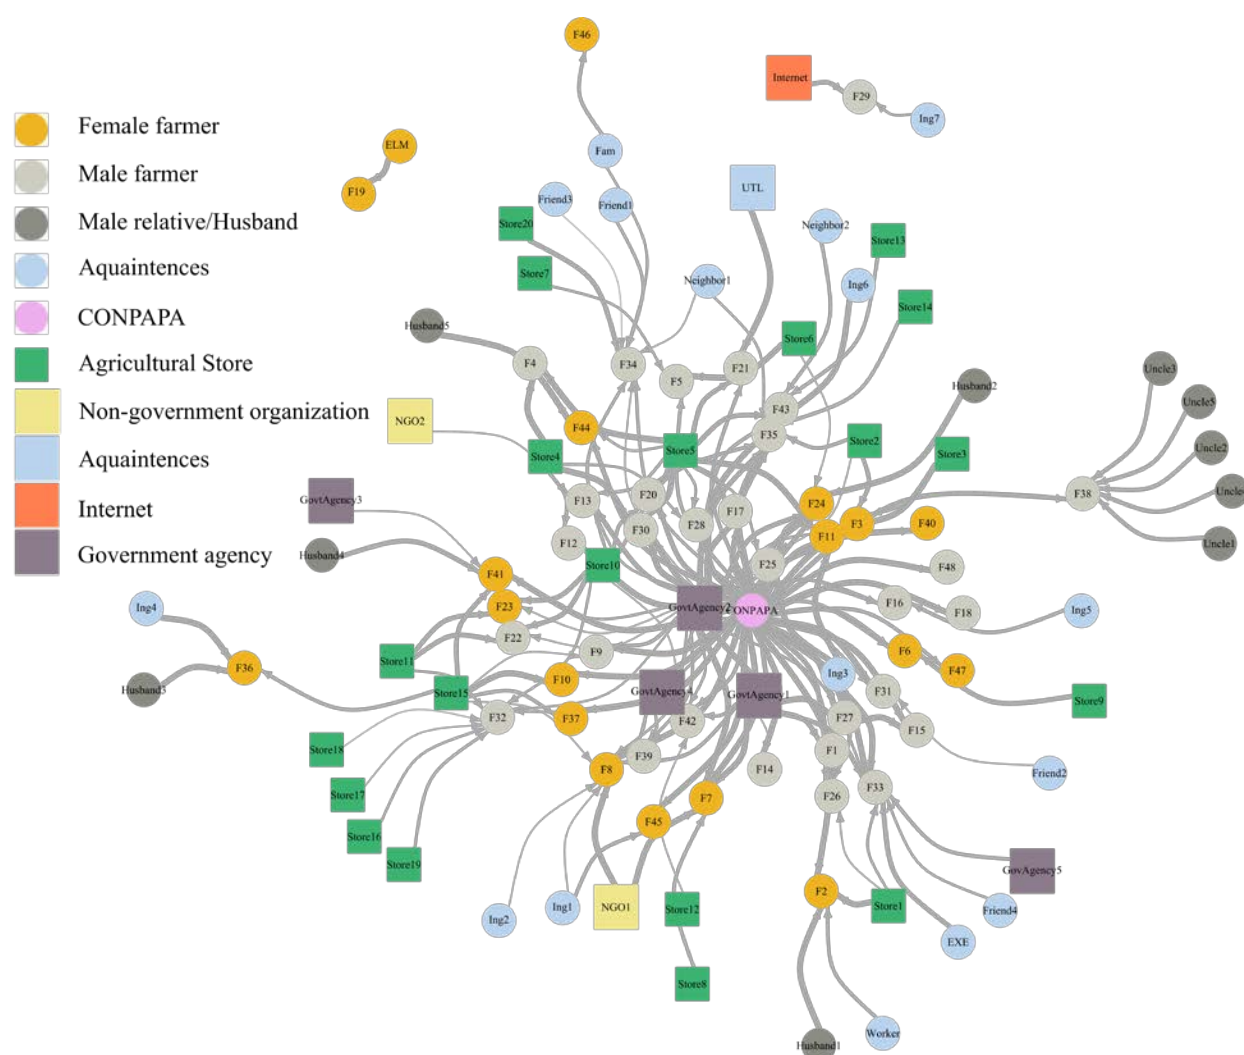 Female farmer
Male farmer
Male relative/Husband
Aquaintences
CONPAPA
Agricultural Store
Non-government organization
Aquaintences
Internet
Government agency
F46
Internet
F29
Ing7
ELM
F19
Fam
Friend3
Friend1
UTL
Store20
Neighbor2
Store13
Store7
Neighbor1
Ing6
Store14
Husband5
Store6
F4
F34
F5
F21
Husband2
Uncle3
Uncle5
NGO2
F44
F43
F35
Store2
Store3
Uncle2
Store4
Store5
GovtAgency3
F13
F20
F24
F38
Uncle
F30
F28
F17
F11
F3
F40
Uncle1
Husband4
F12
Store10
F25
F48
F41
F23
GovtAgency2
ONPAPA
F16
F18
Ing5
Ing4
F22
F9
F6
F47
Store11
F36
Husband3
Store15
F10
GovtAgency4
GovtAgency1
Ing3
F31
Store9
F32
F37
F42
F27
F15
Store18
F39
F1
F8
F14
Friend2
Store17
F7
F26
F33
Store16
F45
Store19
GovAgency5
F2
Ing2
Ing1
NGO1
Store12
Store1
Friend4
EXE
Store8
Husband1
Worker